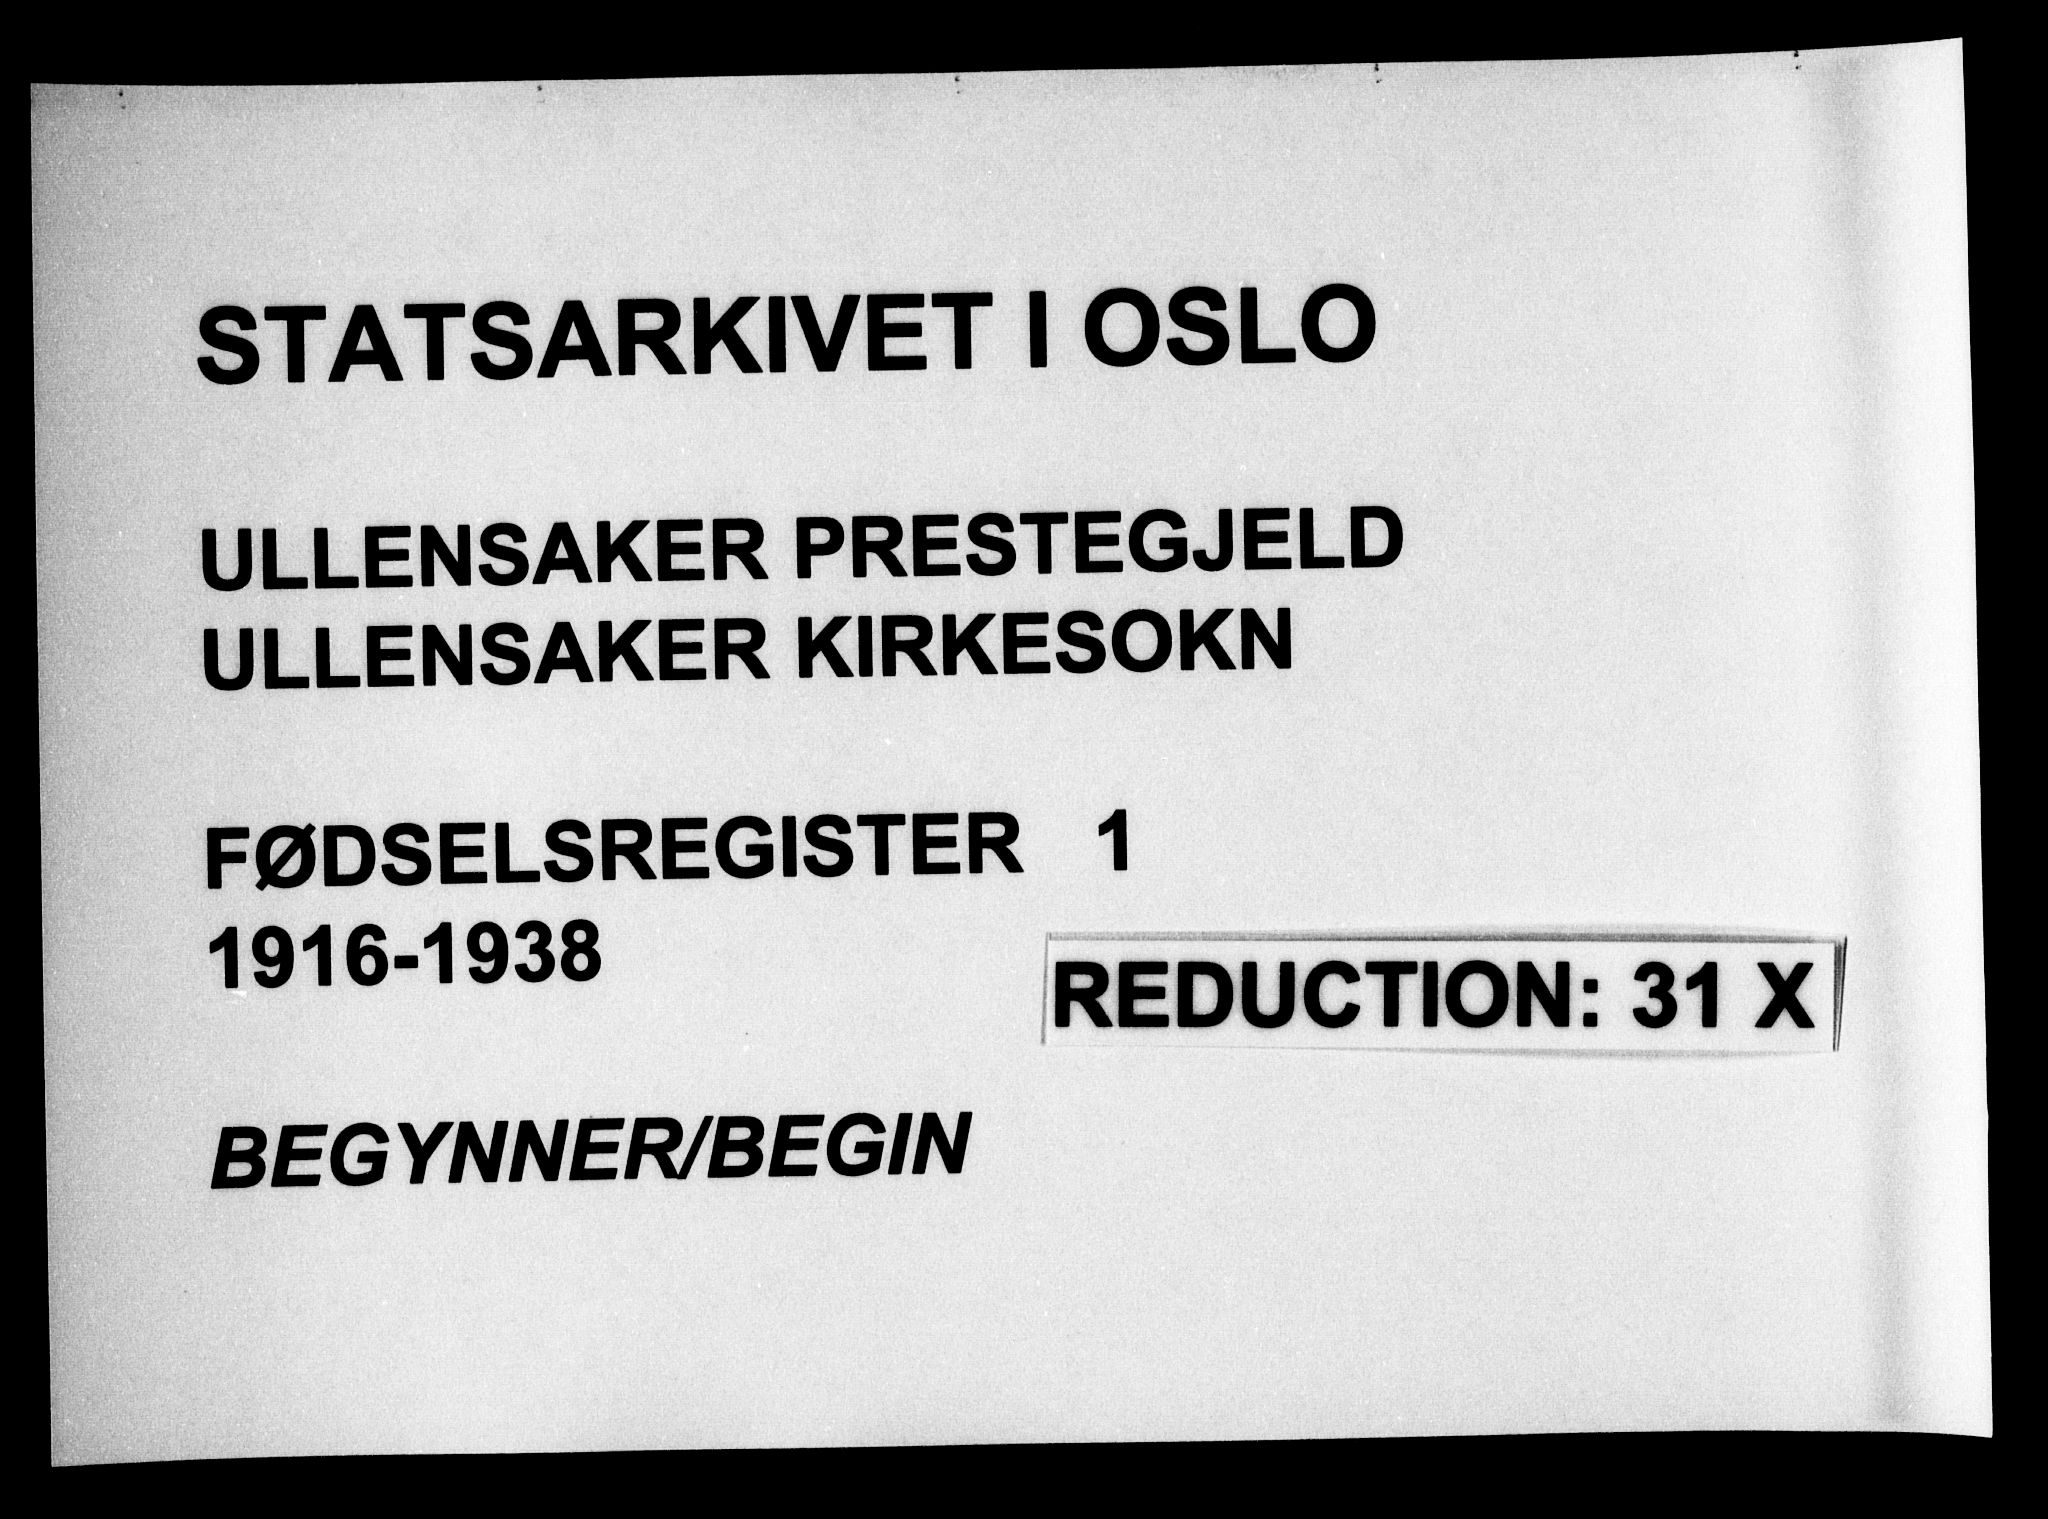 STATSARKIVET I OSLO
ULLENSAKER PRESTEGJELD
ULLENSAKER KIRKESOKN
FØDSELSREGISTER 1
1916-1938
REDUCTION: 31 X
BEGYNNER/BEGIN